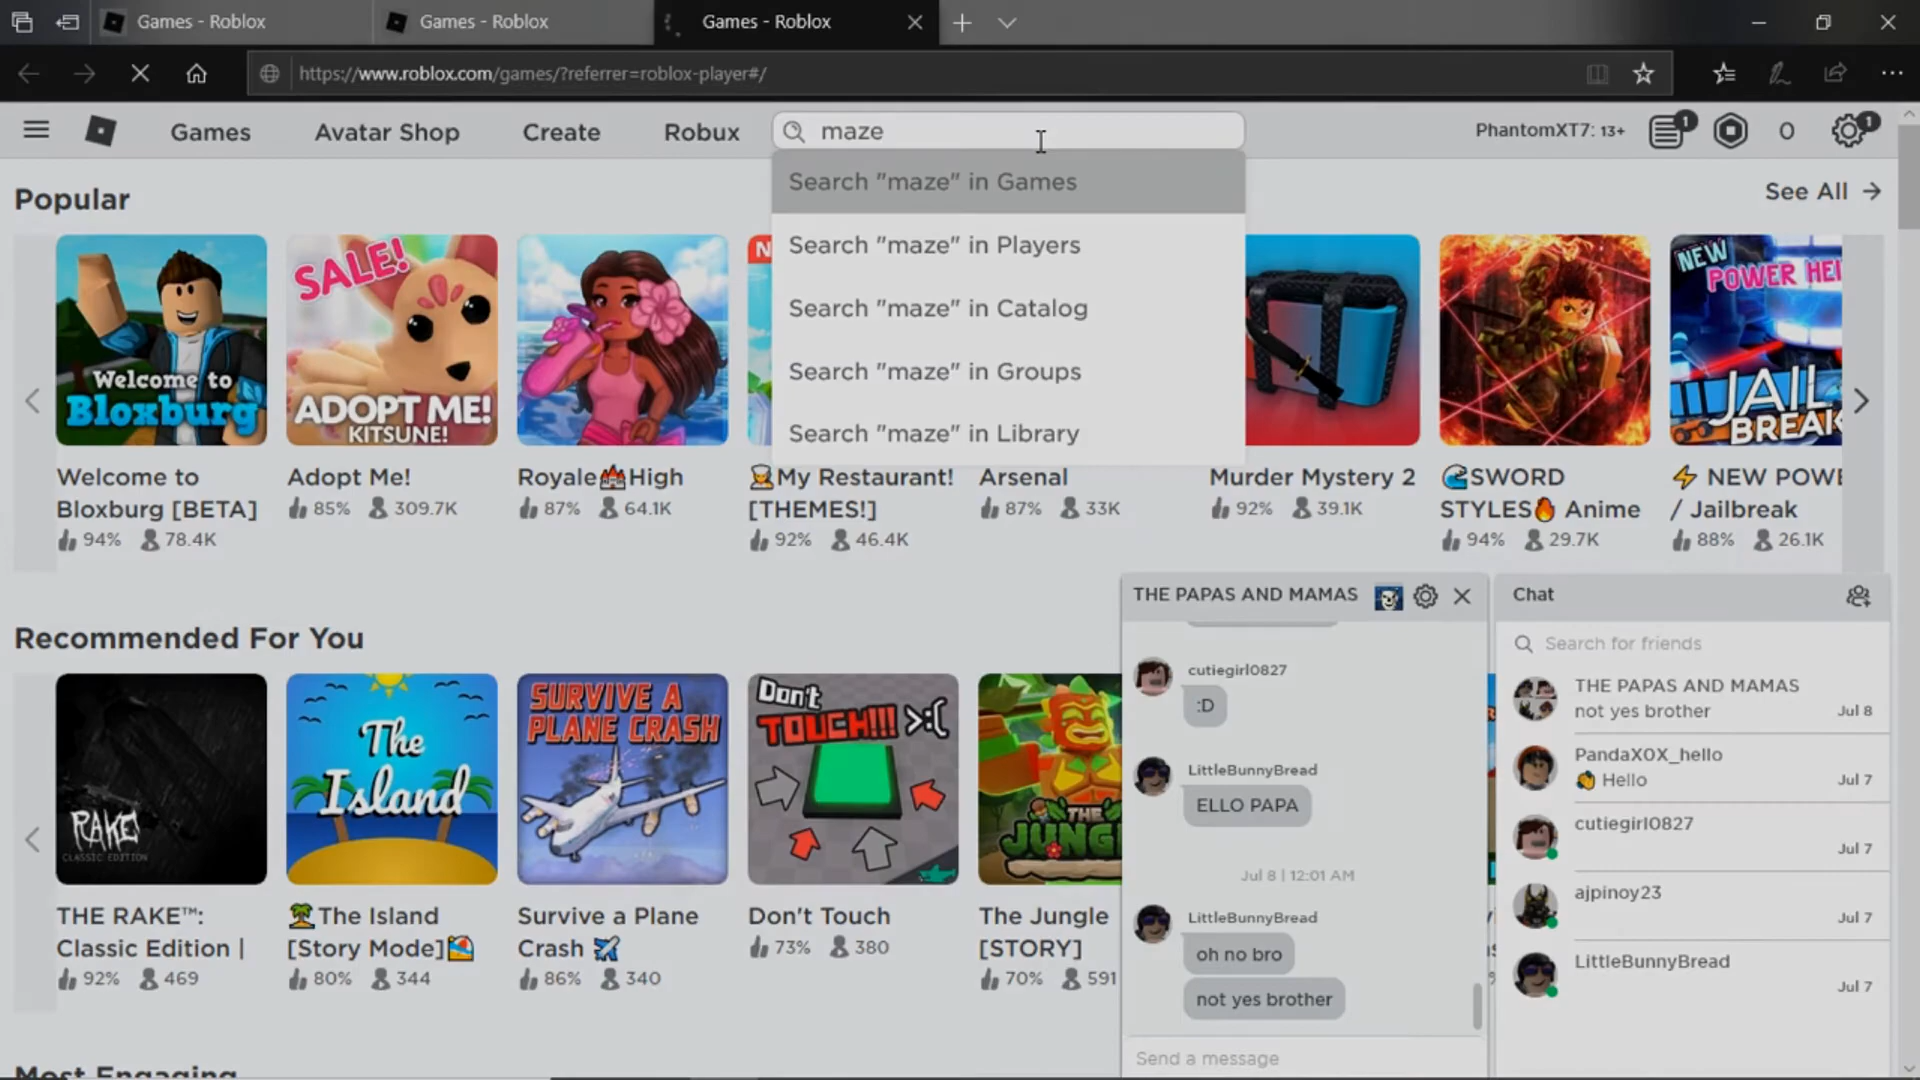 Games - Roblox
Games - Roblox
Games - Roblox
https://www.roblox.com/games/?referrer=roblox-player#/
Games
Avatar Shop
Create
Robux
maze
PhantomXT7: 13+
1
0
1
Search "maze" in Games
Search "maze" in Players
Search "maze" in Catalog
Search "maze" in Groups
Search "maze" in Library
Popular
See All
Welcome to
Bloxburg
SALE!
ADOPT ME!
KITSUNE!
N
NEW
POWER HEI
JAIL
BREAK
Welcome to
Bloxburg [BETA]
94% 78.4K
Adopt Me!
85% 309.7K
Royale High
87% 64.1K
My Restaurant!
[THEMES!]
92% 46.4K
Arsenal
87% 33K
Murder Mystery 2
92% 39.1K
SWORD
STYLES Anime
94% 29.7K
NEW POWE
/ Jailbreak
88% 26.1K
Recommended For You
RAKE
CLASSIC EDITION
The
Island
SURVIVE A
PLANE CRASH
Don't
TOUCH!!! >:(
THE
JUNG
THE RAKE™:
Classic Edition |
92% 469
The Island
[Story Mode]
80% 344
Survive a Plane
Crash
86% 340
Don't Touch
73% 380
The Jungle
[STORY]
70% 591
Most Engaging
THE PAPAS AND MAMAS
cutiegirl0827
:D
LittleBunnyBread
ELLO PAPA
Jul 8 | 12:01 AM
LittleBunnyBread
oh no bro
not yes brother
Send a message
Chat
Search for friends
THE PAPAS AND MAMAS
not yes brother
Jul 8
PandaX0X_hello
Hello
Jul 7
cutiegirl0827
Jul 7
ajpinoy23
Jul 7
LittleBunnyBread
Jul 7